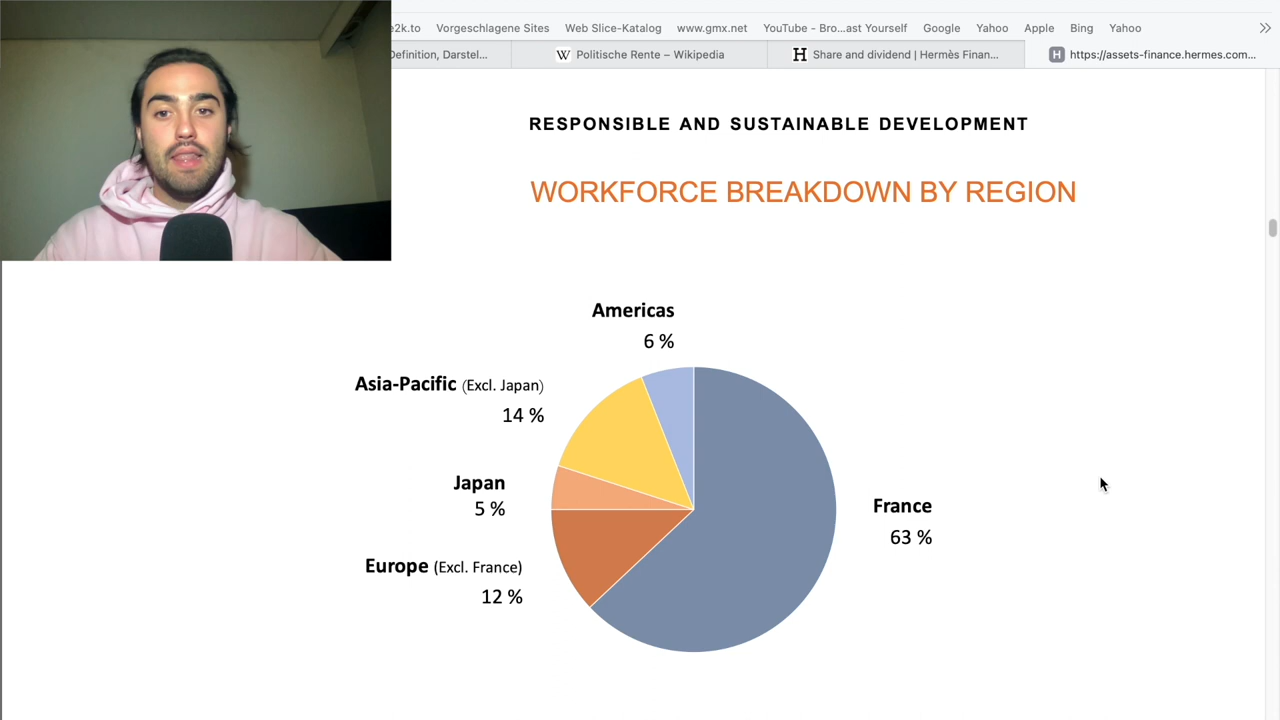 e2k.to Vorgeschlagene Sites Web Slice-Katalog www.gmx.net YouTube - Bro...ast Yourself Google Yahoo Apple Bing Yahoo
Definition, Darstel... W Politische Rente – Wikipedia H Share and dividend | Hermès Finan... H https://assets-finance.hermes.com...
RESPONSIBLE AND SUSTAINABLE DEVELOPMENT
WORKFORCE BREAKDOWN BY REGION
Americas
6 %
Asia-Pacific (Excl. Japan)
14 %
Japan
5 %
France
63 %
Europe (Excl. France)
12 %